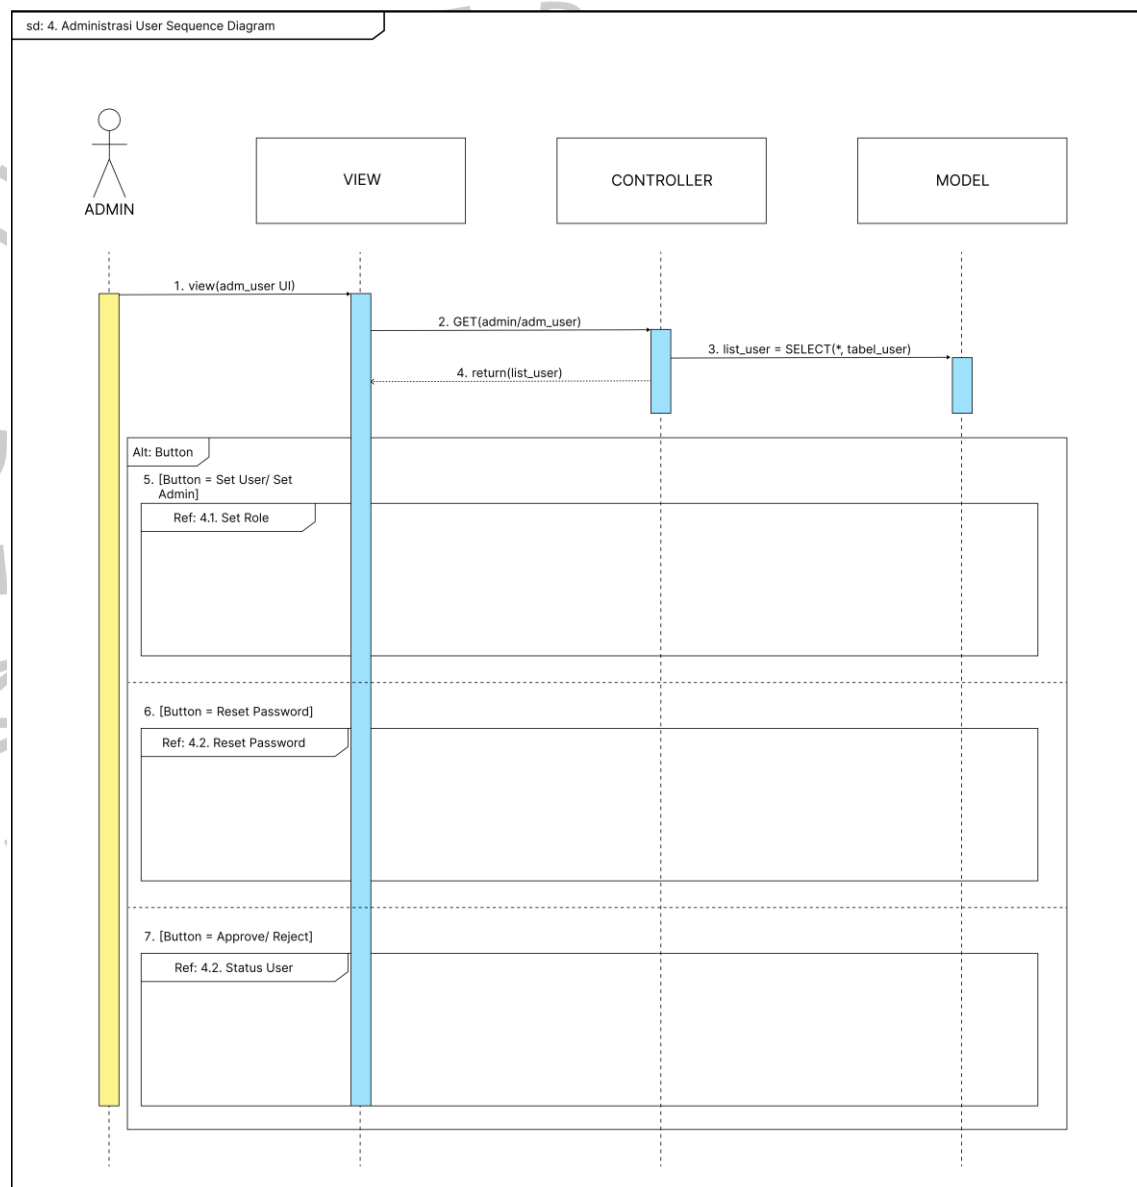 sd: 4. Administrasi User Sequence Diagram
ADMIN
VIEW
CONTROLLER
MODEL
1. view(adm_user UI)
2. GET(admin/adm_user)
3. list_user = SELECT(*, tabel_user)
4. return(list_user)
Alt: Button
5. [Button = Set User/ Set
Admin]
Ref: 4.1. Set Role
6. [Button = Reset Password]
Ref: 4.2. Reset Password
7. [Button = Approve/ Reject]
Ref: 4.2. Status User